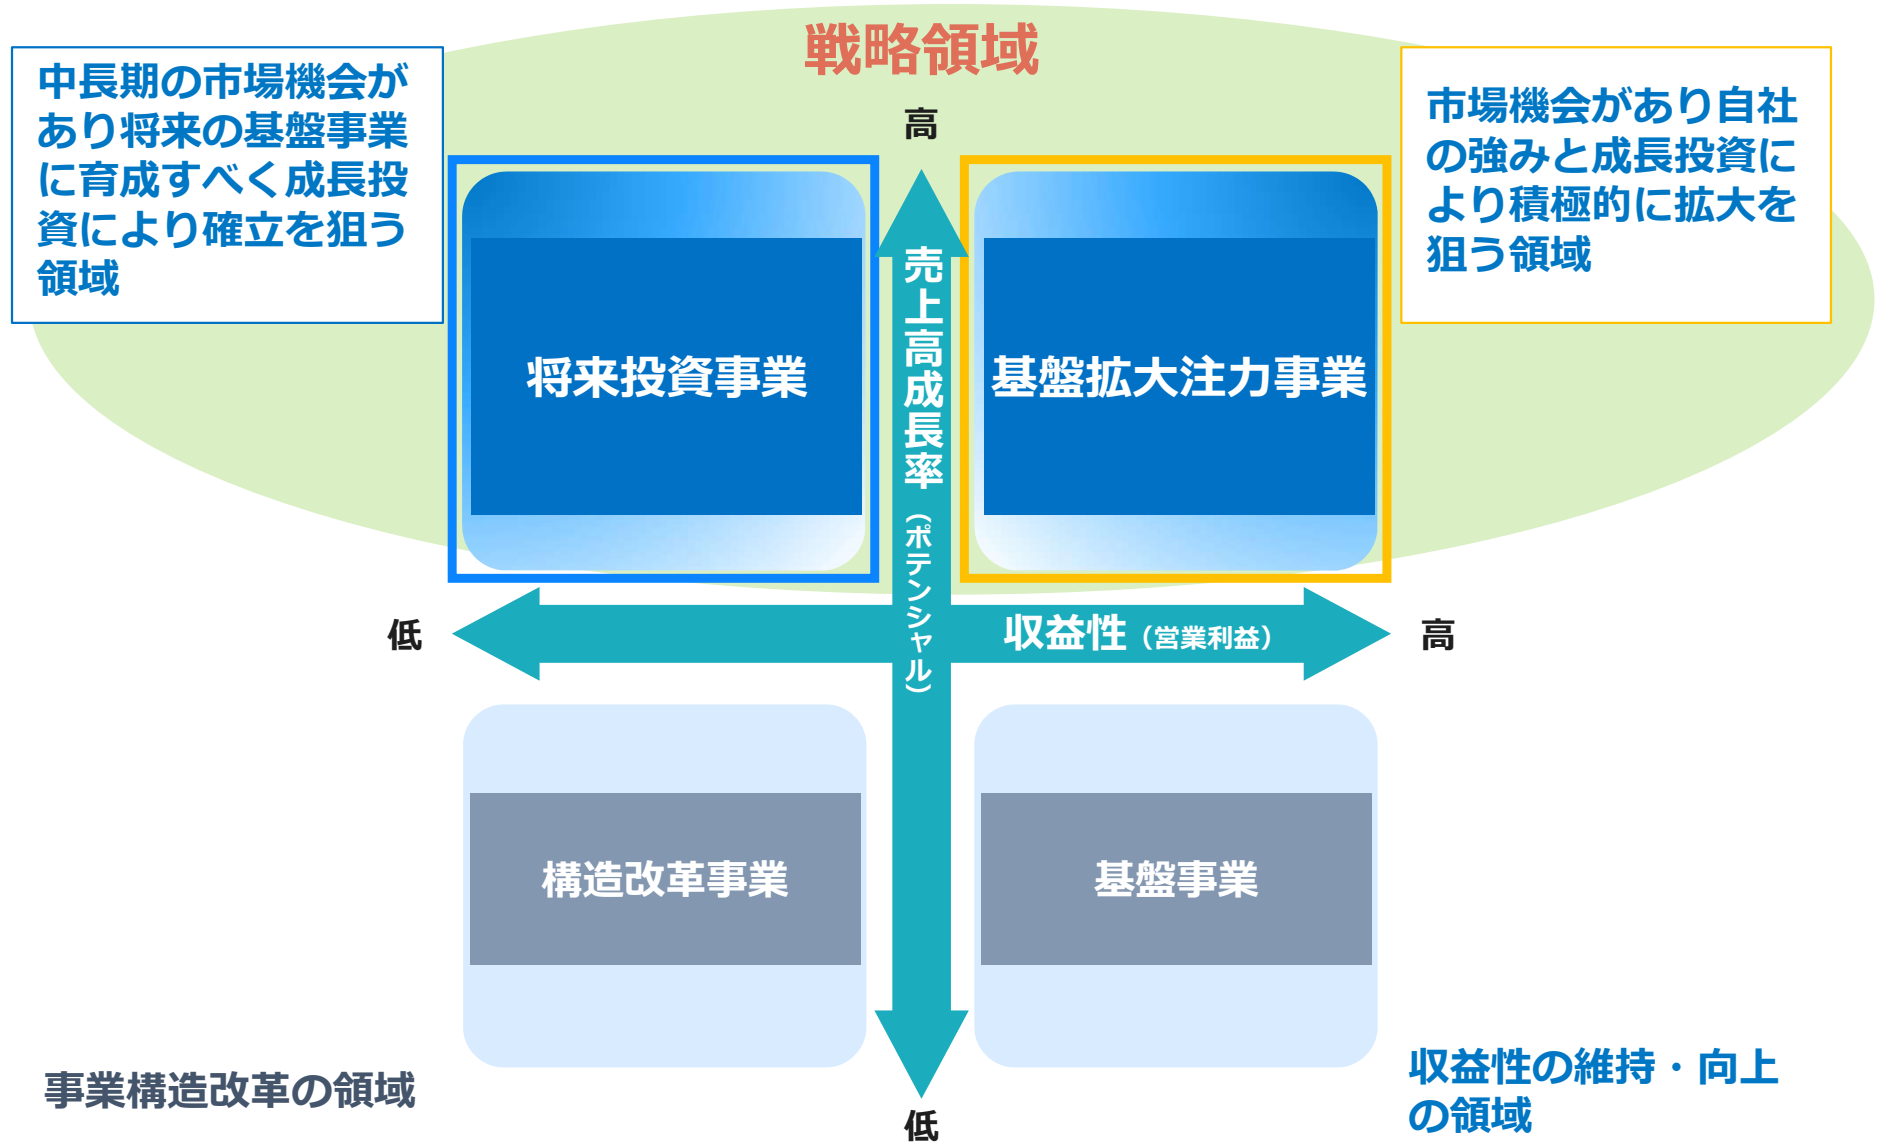 戦略領域
中長期の市場機会が
あり将来の基盤事業
に育成すべく成長投
資により確立を狙う
領域
市場機会があり自社
の強みと成長投資に
より積極的に拡大を
狙う領域
高
将来投資事業
売上高成長率（ポテンシャル）
基盤拡大注力事業
低
収益性（営業利益）
高
構造改革事業
基盤事業
事業構造改革の領域
低
収益性の維持・向上
の領域